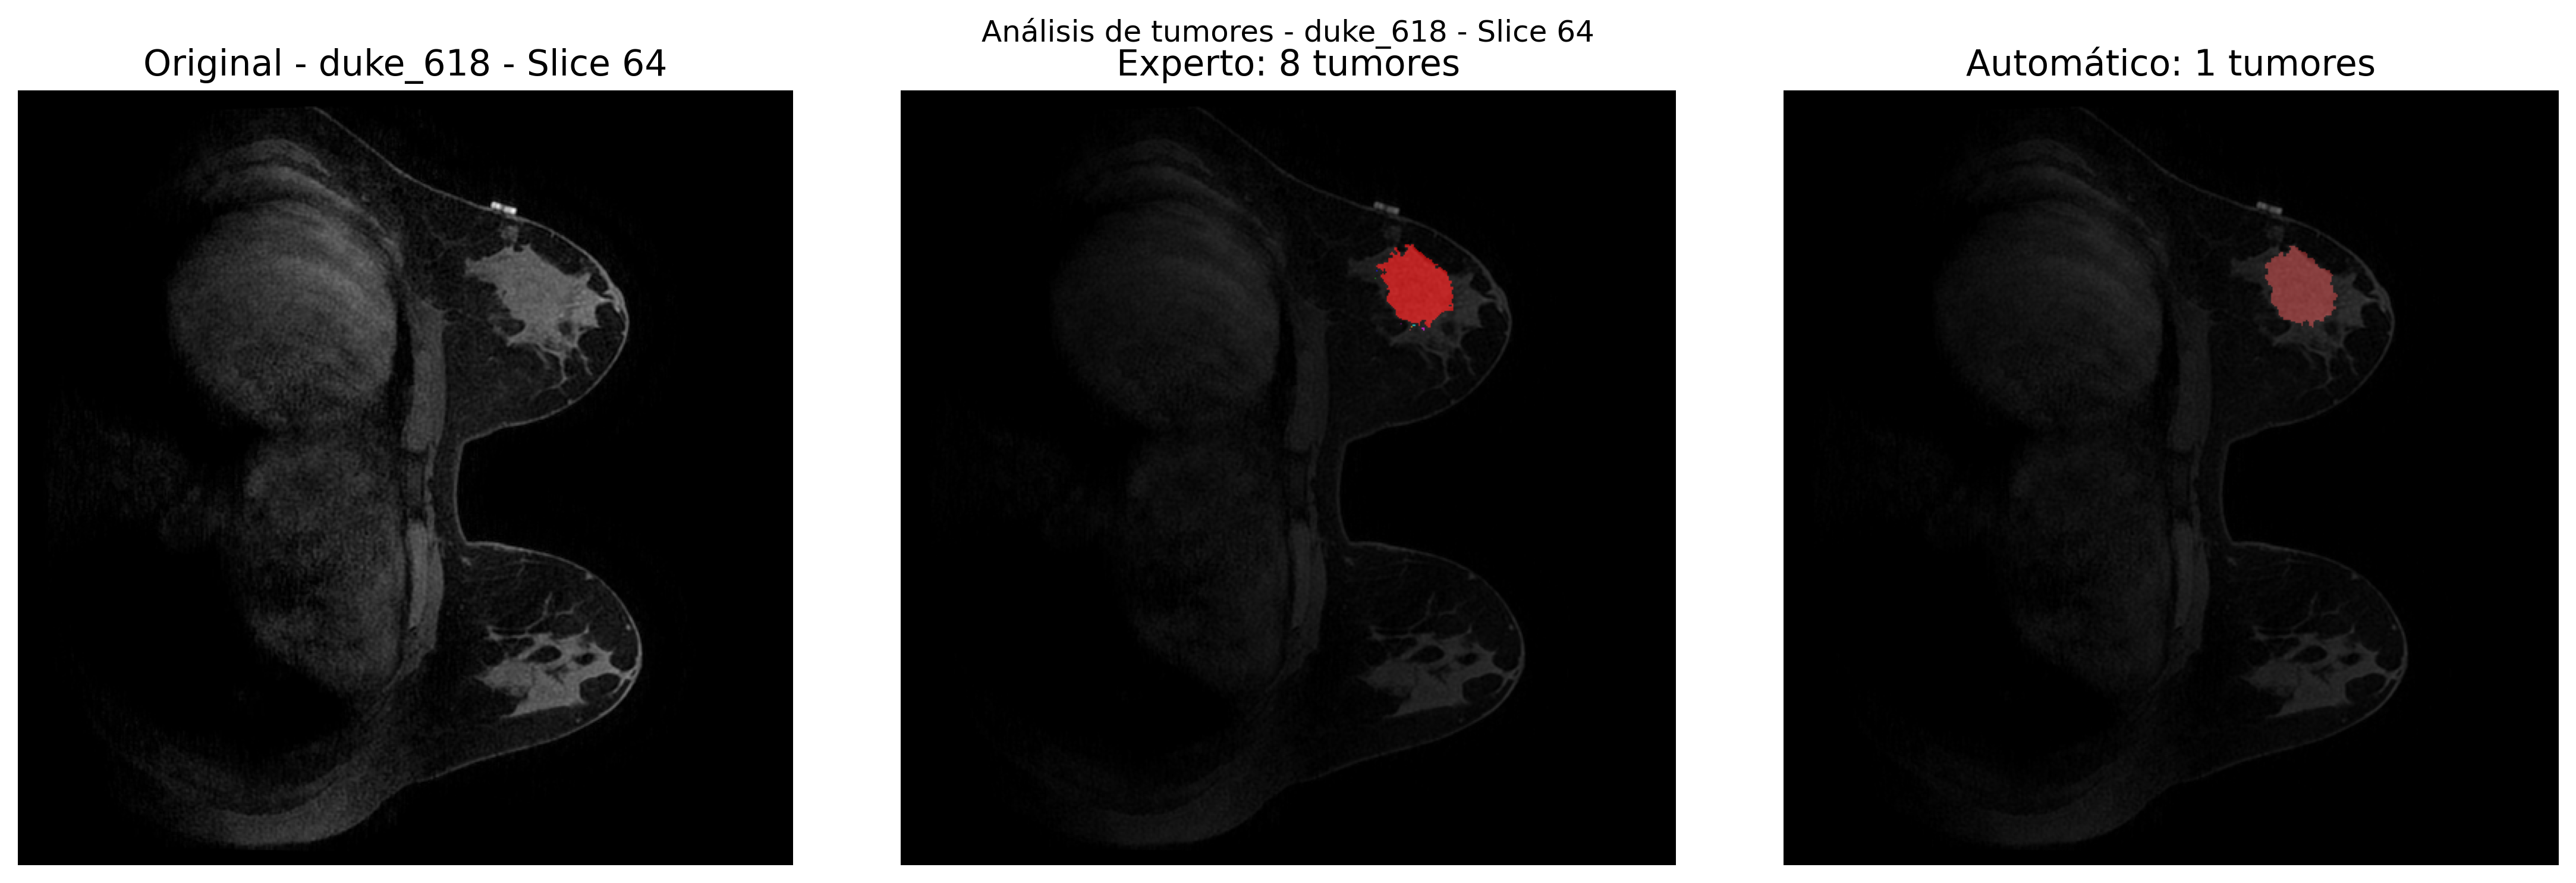 Análisis de tumores - duke_618 - Slice 64
Original - duke_618 - Slice 64
Experto: 8 tumores
Automático: 1 tumores